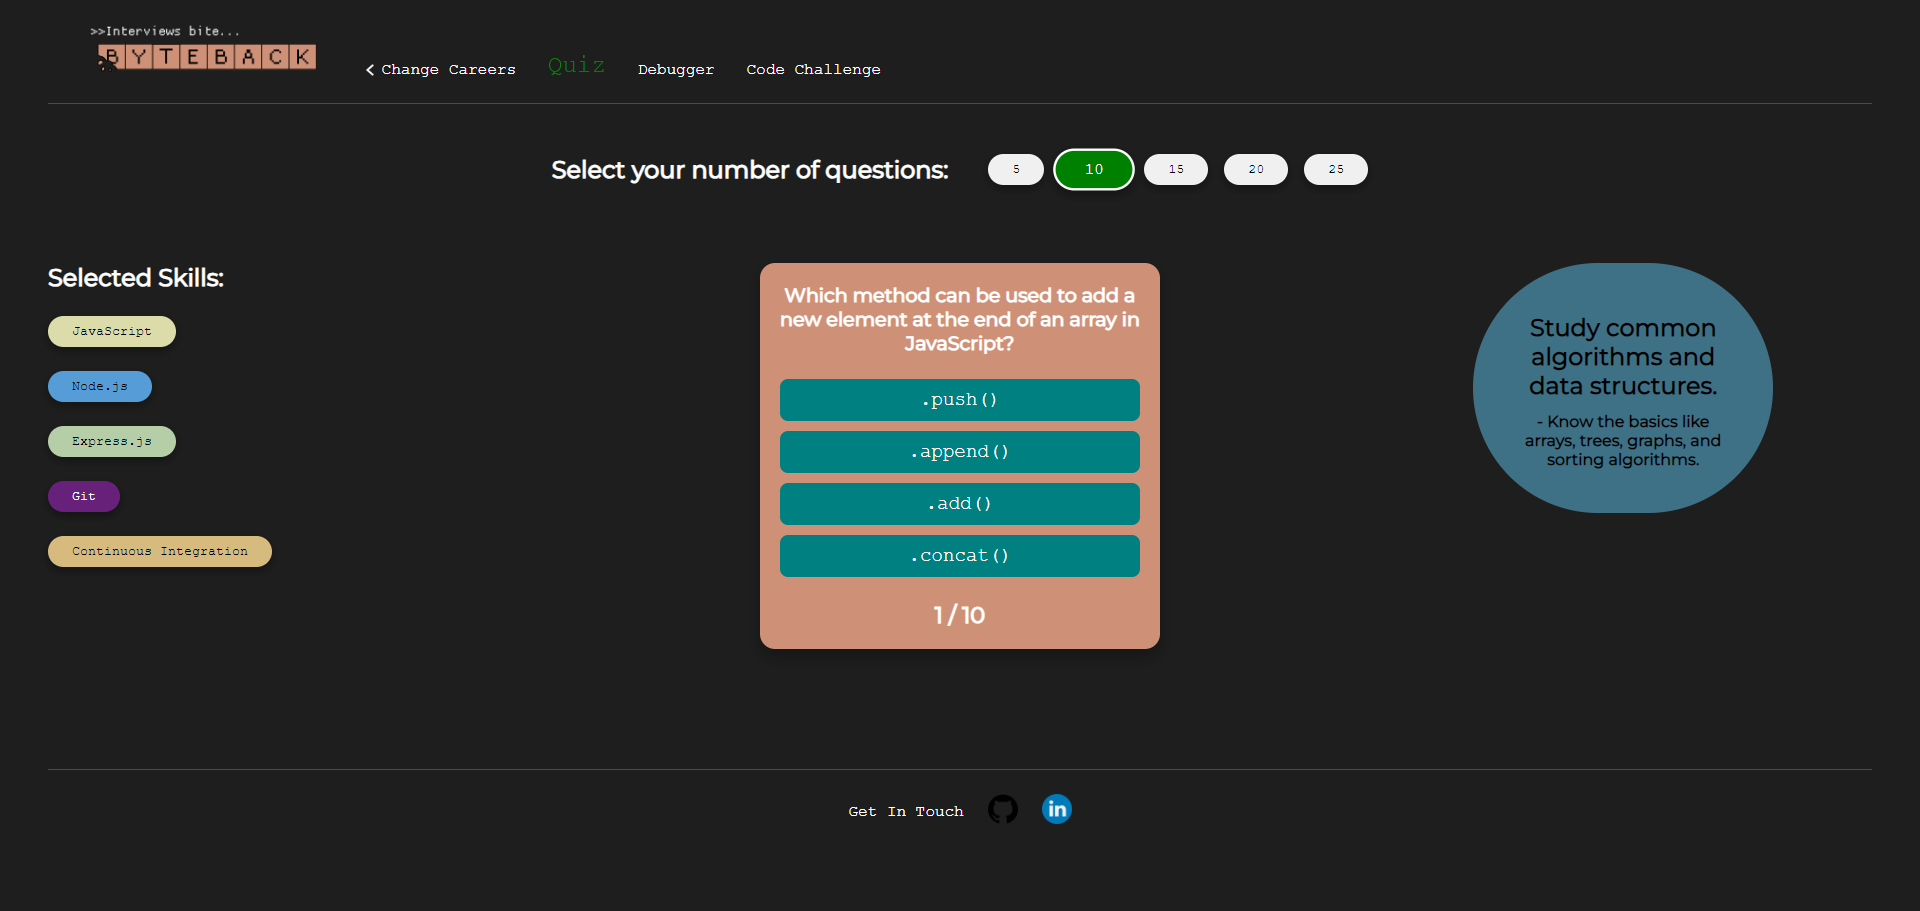 >>Interviews bite...
BYTEBACK
< Change Careers
Quiz
Debugger
Code Challenge
Select your number of questions:
5
10
15
20
25
Selected Skills:
JavaScript
Node.js
Express.js
Git
Continuous Integration
Which method can be used to add a
new element at the end of an array in
JavaScript?
.push()
.append()
.add()
.concat()
1 / 10
Study common
algorithms and
data structures.
- Know the basics like
arrays, trees, graphs, and
sorting algorithms.
Get In Touch
in